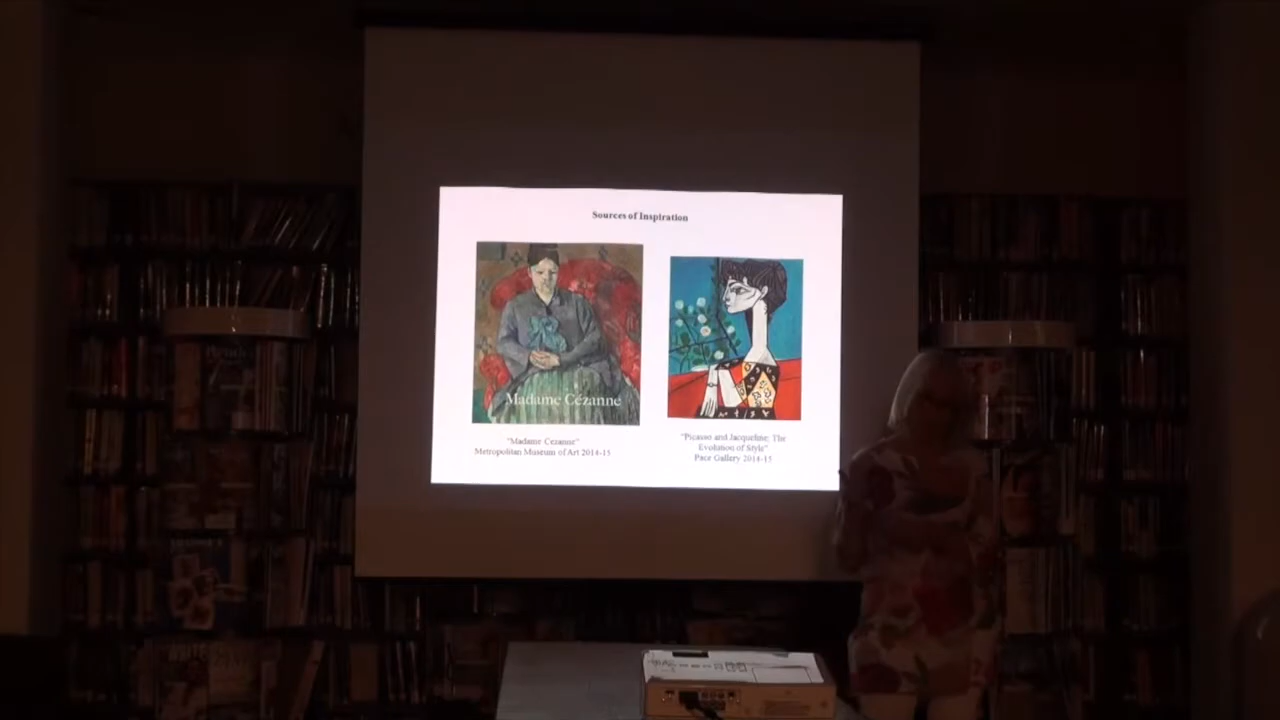 Sources of Inspiration
Madame Cézanne
"Madame Cezanne"
Metropolitan Museum of Art 2014-15
"Picasso and Jacqueline: The
Evolution of Style"
Pace Gallery 2014-15